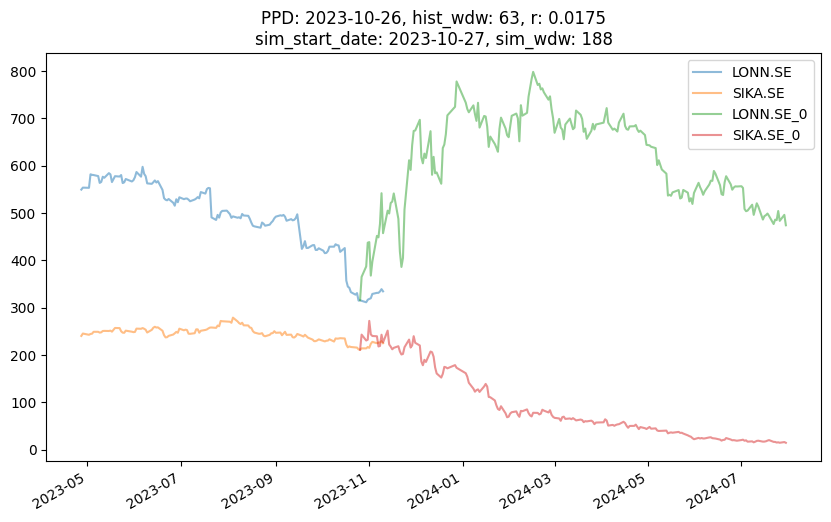 PPD: 2023-10-26, hist_wdw: 63, r: 0.0175
sim_start_date: 2023-10-27, sim_wdw: 188
LONN.SE
SIKA.SE
LONN.SE_0
SIKA.SE_0
800
700
600
500
400
300
200
100
0
2023-05
2023-07
2023-09
2023-11
2024-01
2024-03
2024-05
2024-07